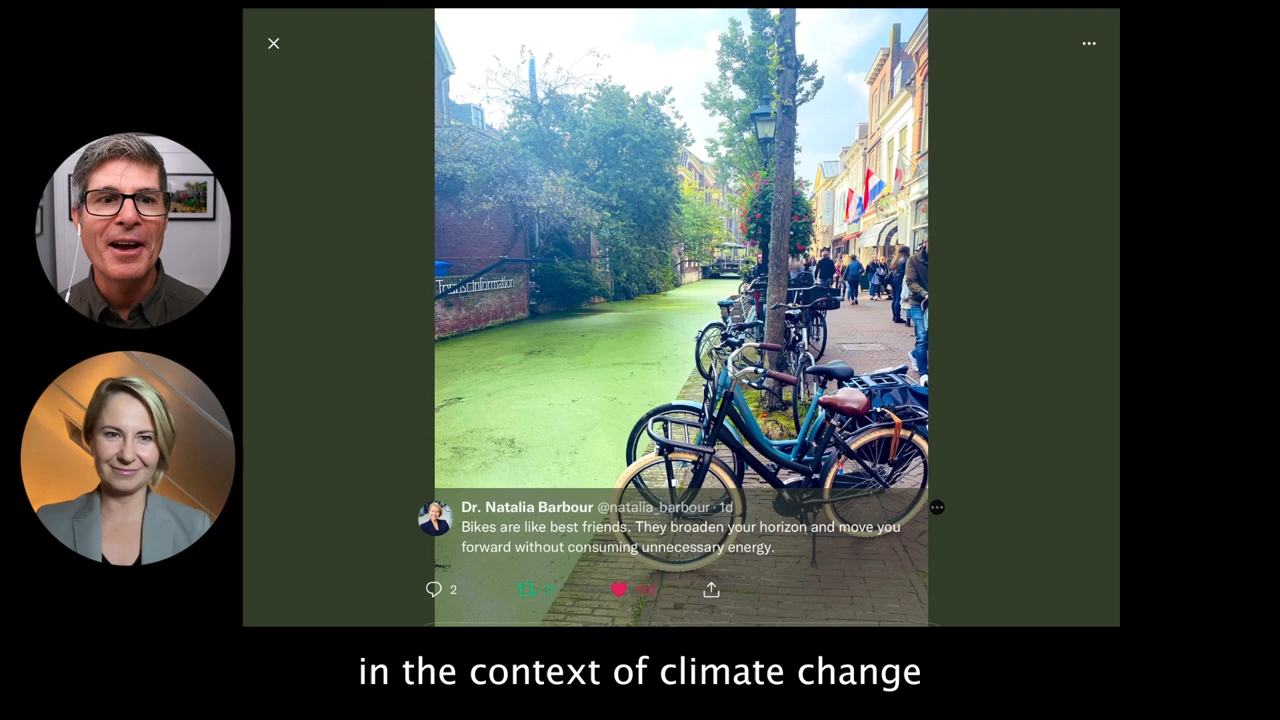 Tourist Information
Dr. Natalia Barbour @natalia_barbour · 1d
Bikes are like best friends. They broaden your horizon and move you
forward without consuming unnecessary energy.
2
in the context of climate change